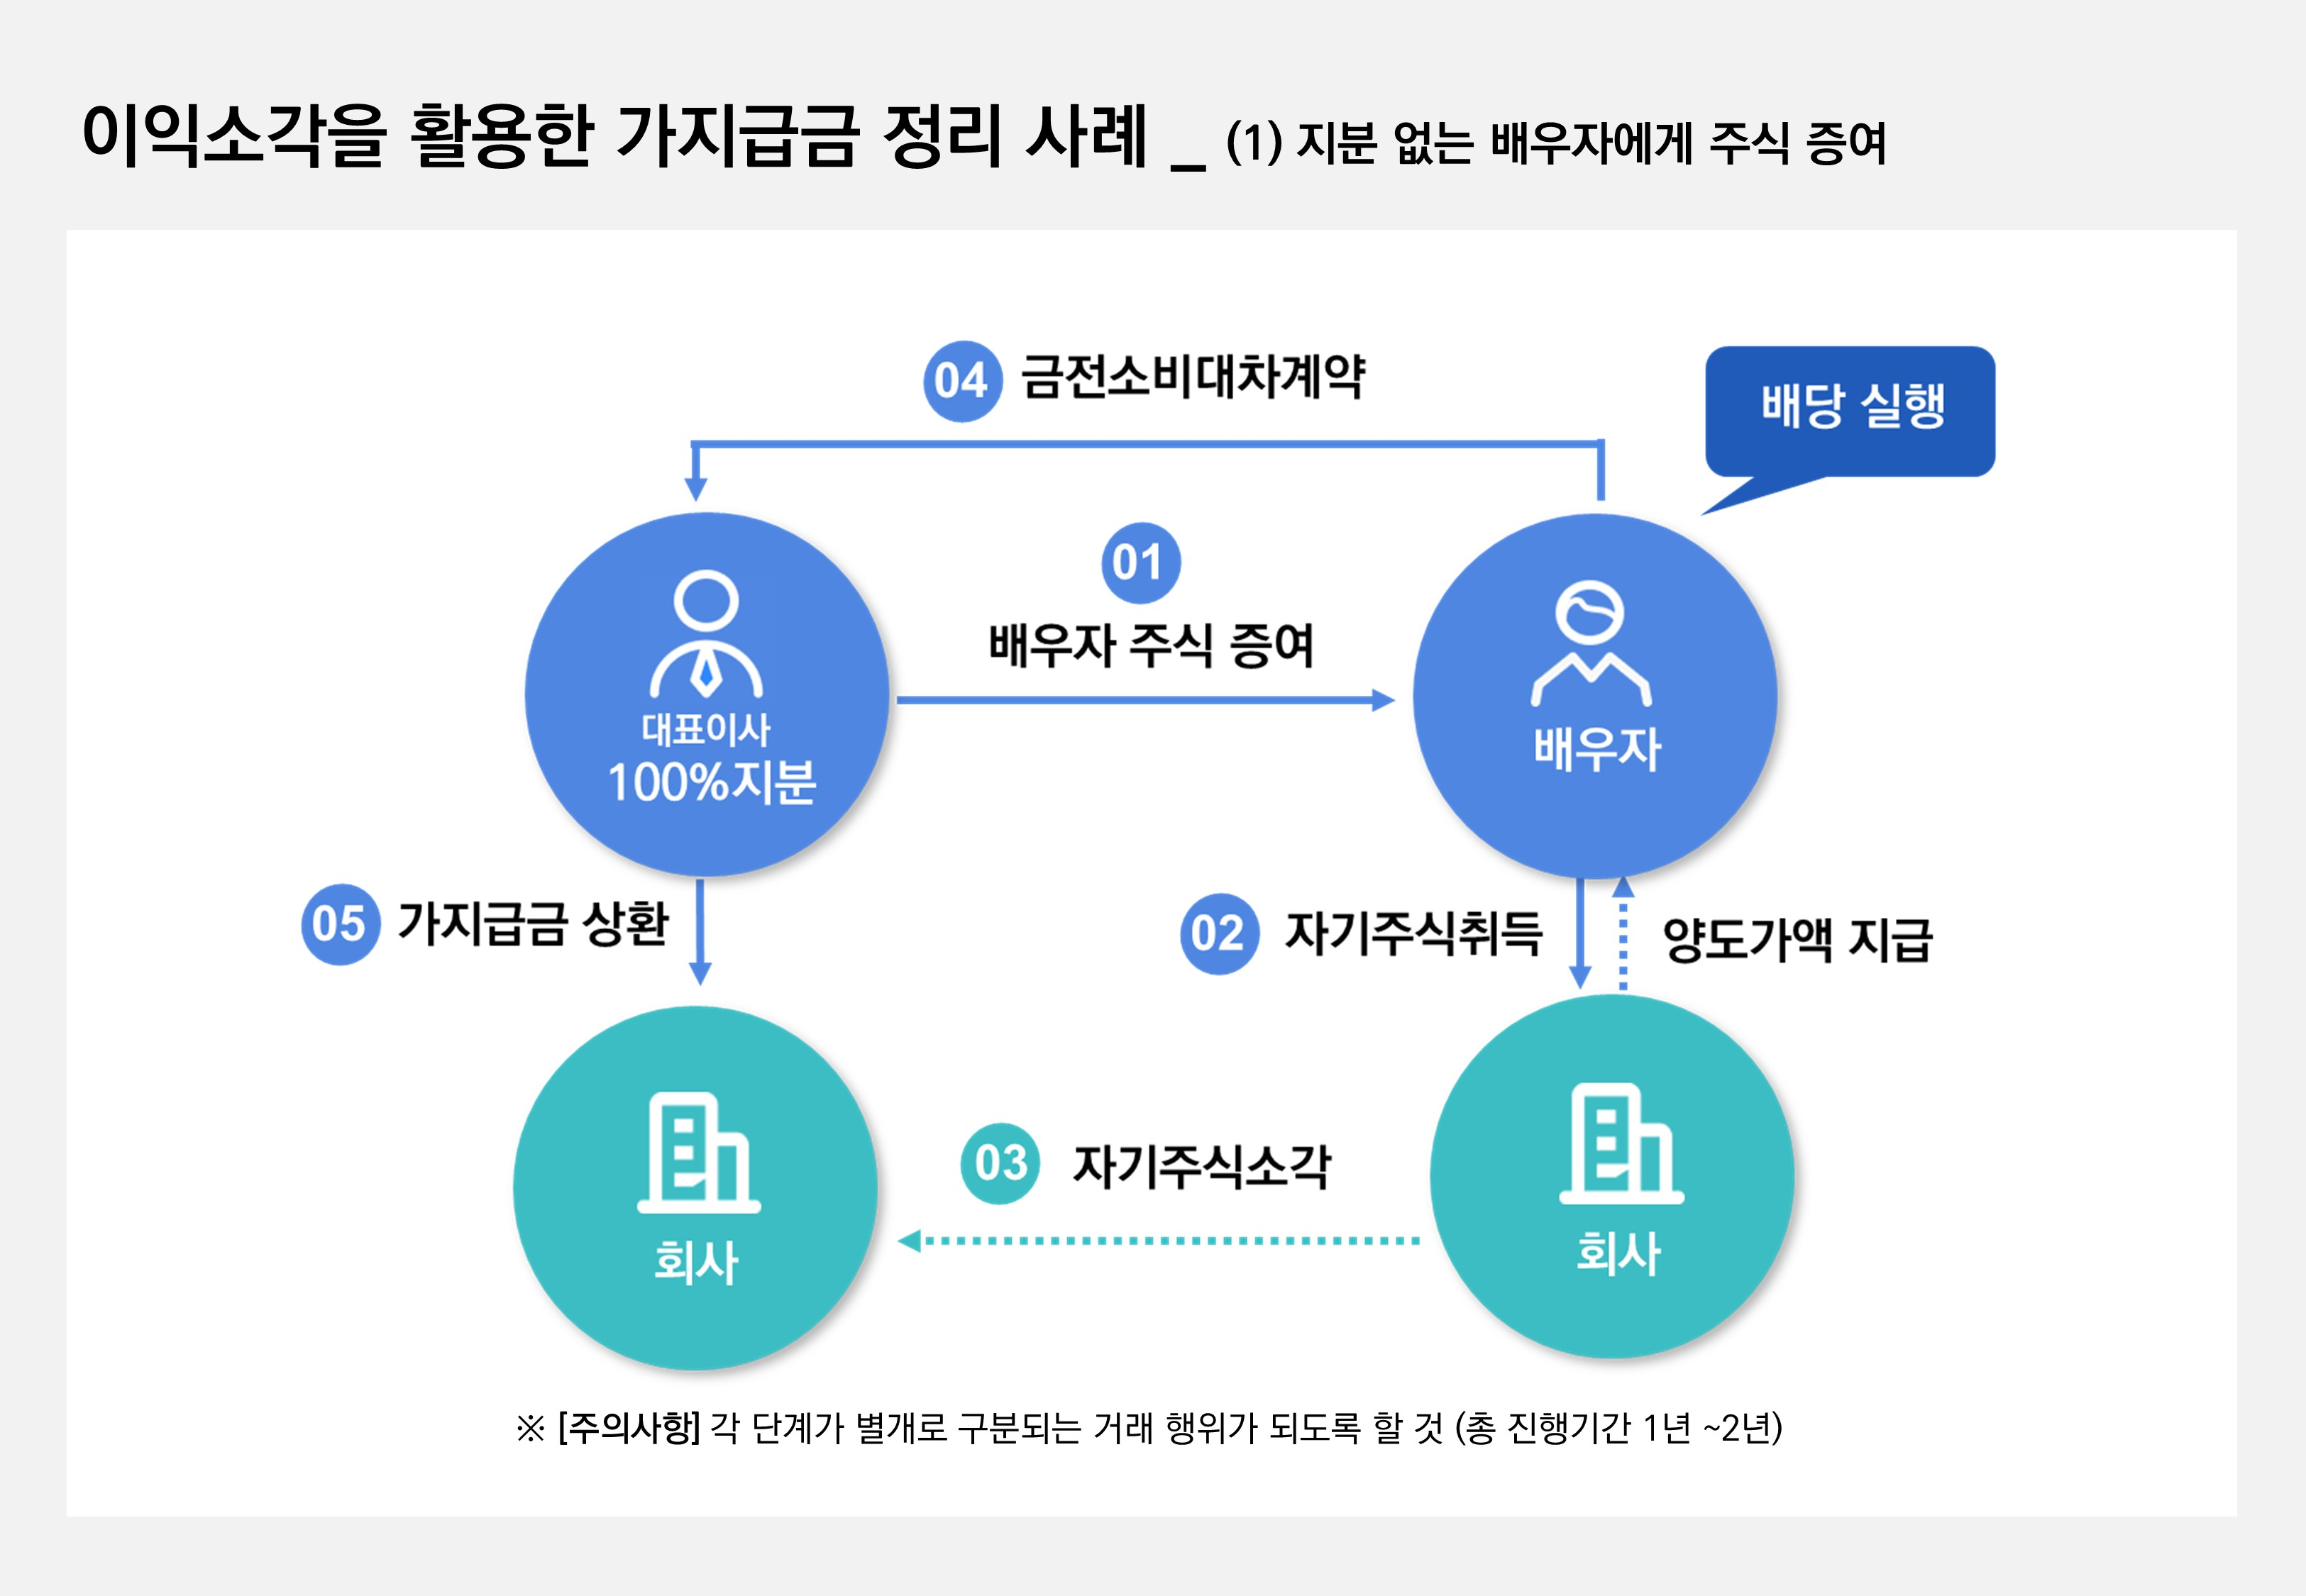 이익소각을 활용한 가지급금 정리 사례 _ (1) 지분 없는 배우자에게 주식 증여
04 금전소비대차계약
배당 실행
01
배우자 주식 증여
대표이사
100%지분
배우자
05 가지급금 상환
02 자기주식취득
양도가액 지급
03 자기주식소각
회사
회사
※ [주의사항] 각 단계가 별개로 구분되는 거래 행위가 되도록 할 것 (총 진행기간 1년 ~2년)